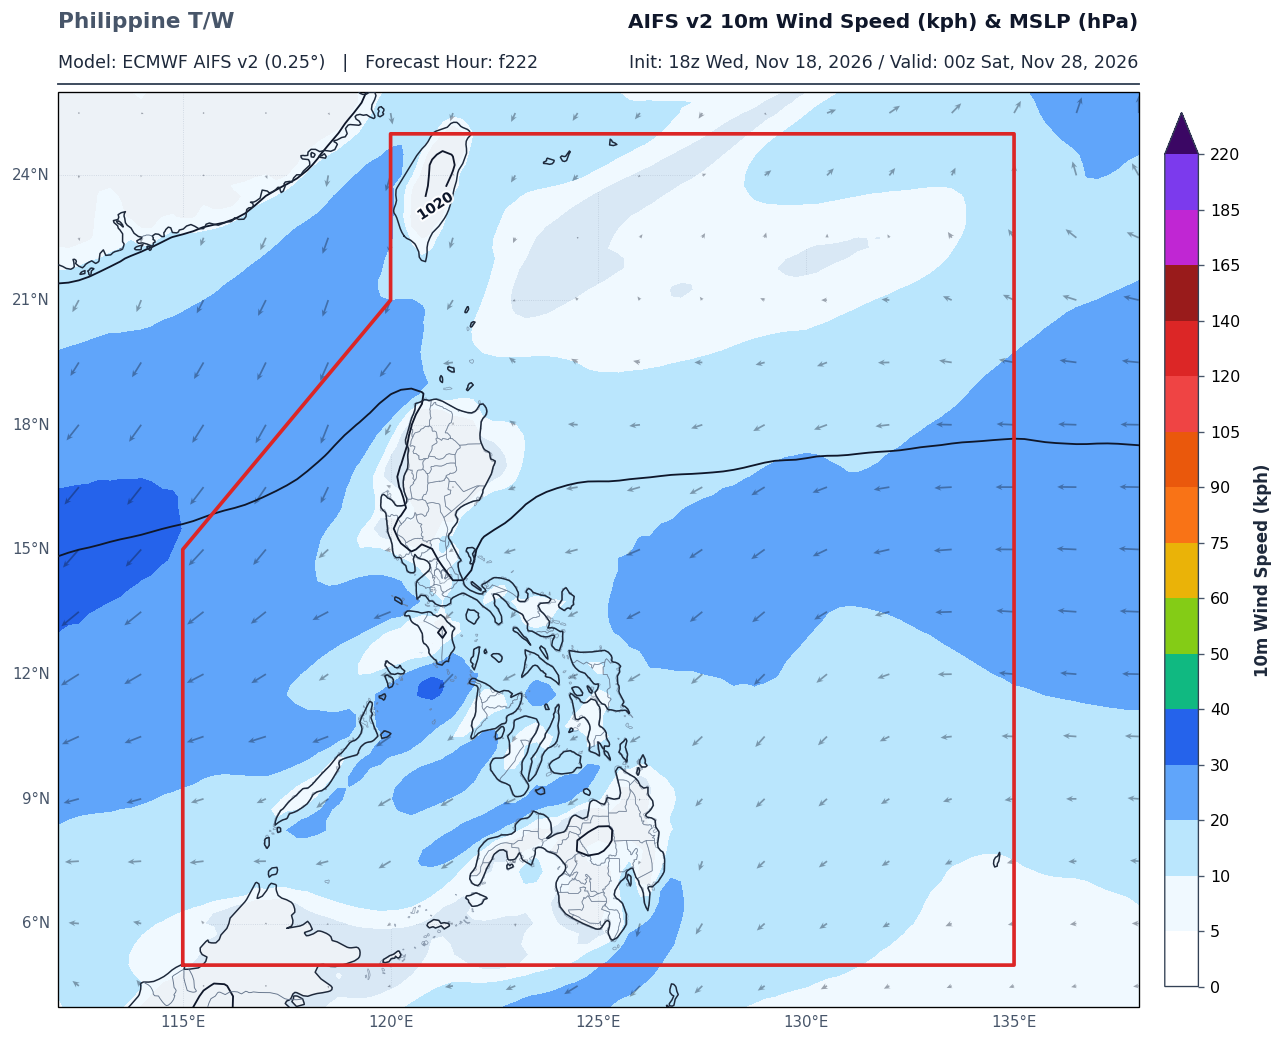 Philippine T/W
AIFS v2 10m Wind Speed (kph) & MSLP (hPa)
Model: ECMWF AIFS v2 (0.25°) | Forecast Hour: f222
Init: 18z Wed, Nov 18, 2026 / Valid: 00z Sat, Nov 28, 2026
24°N
21°N
18°N
15°N
12°N
9°N
6°N
1020
115°E
120°E
125°E
130°E
135°E
220
185
165
140
120
105
90
75
60
50
40
30
20
10
5
0
10m Wind Speed (kph)